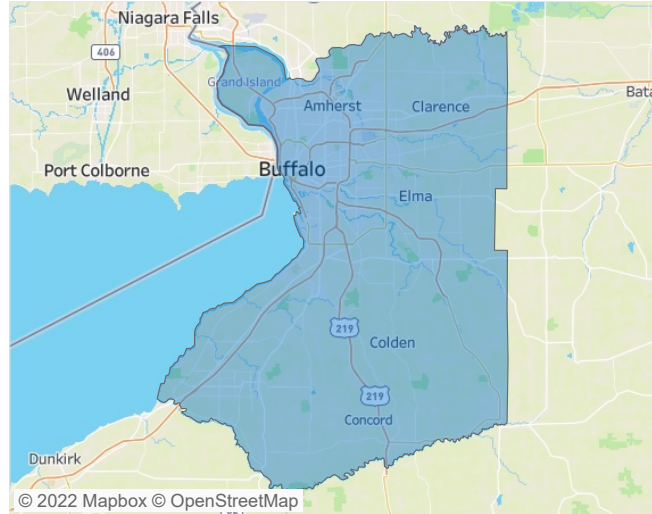 Niagara Falls
406
Grand Island
Welland
Amherst
Clarence
Bata
Port Colborne
Buffalo
Elma
219
Colden
219
Concord
Dunkirk
© 2022 Mapbox © OpenStreetMap